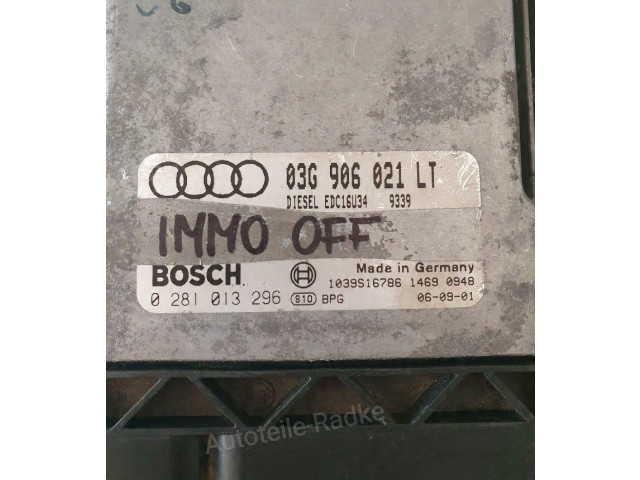 03G 906 021 LT
DIESEL EDC16U34 9339
IMMO OFF
BOSCH
Made in Germany
1039S16786 1469 0948
0 281 013 296 810 BPG 06-09-01
Autoteile-Radke